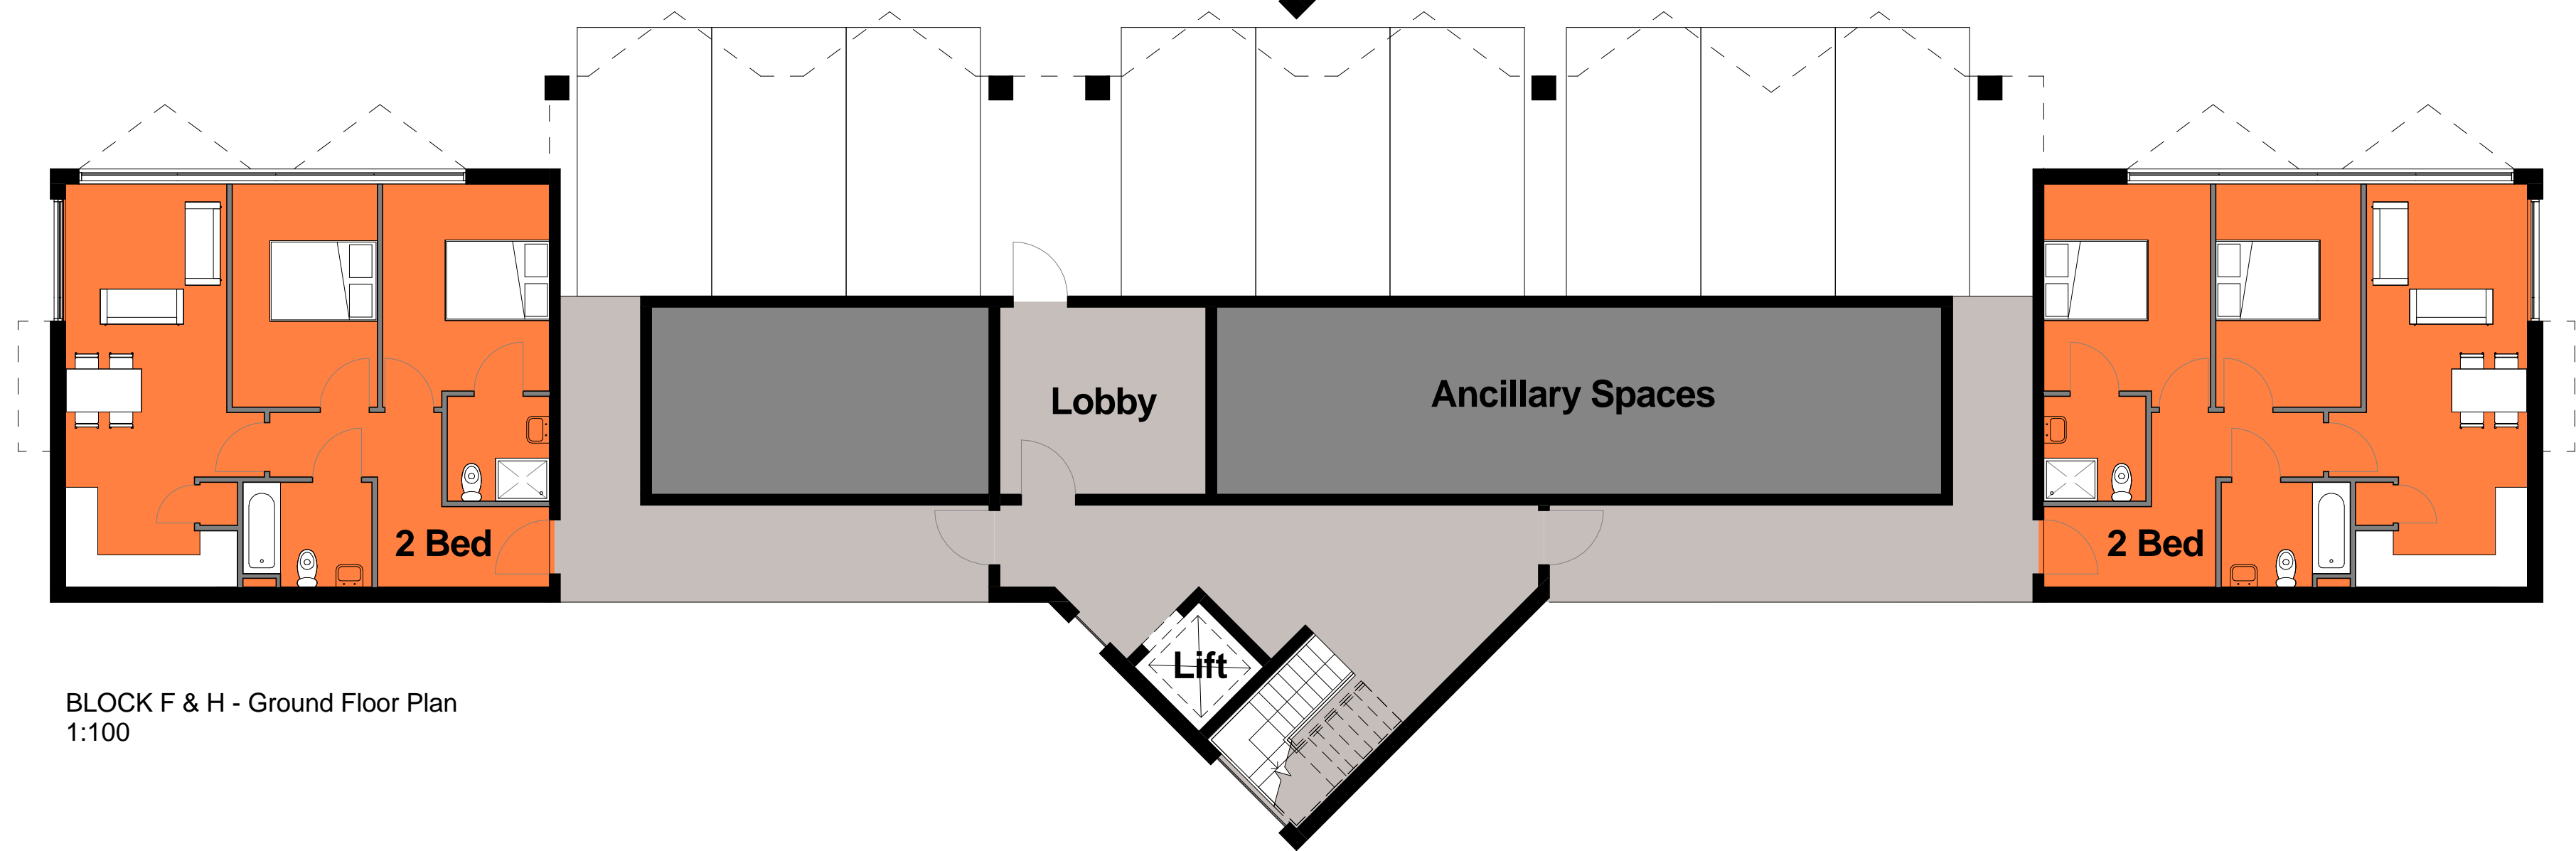 Lobby
Ancillary Spaces
2 Bed
2 Bed
Lift
BLOCK F & H - Ground Floor Plan
1:100